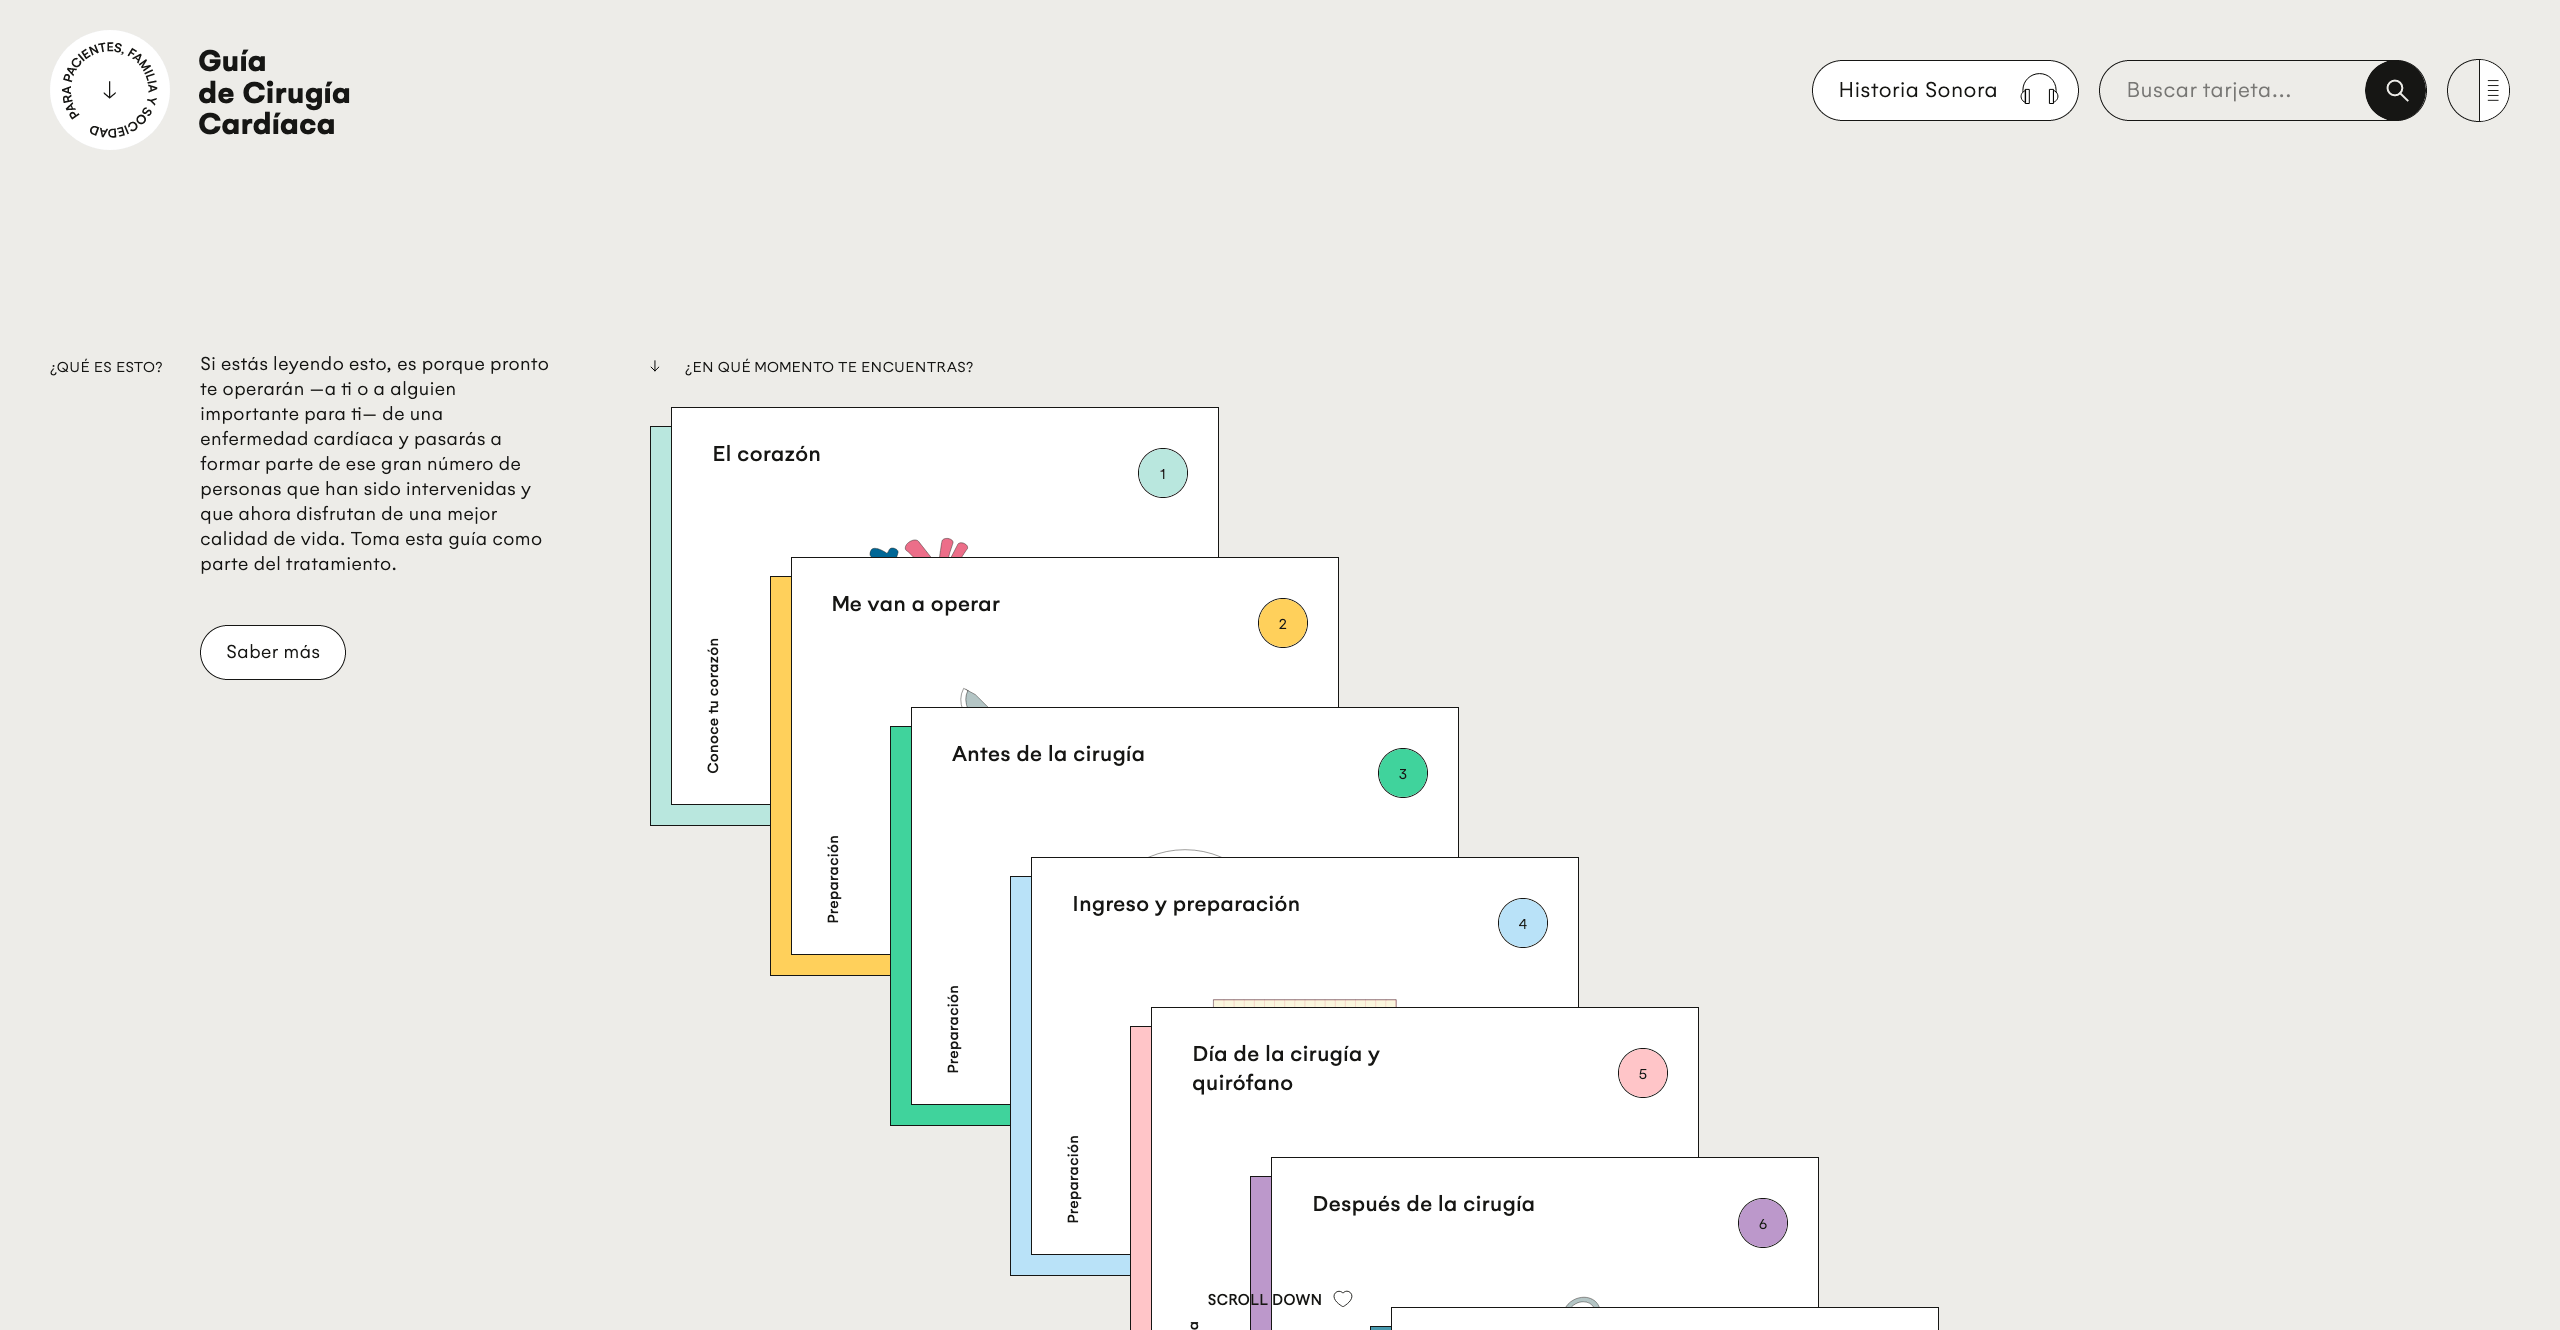 PARA PACIENTES, FAMILIA Y SOCIEDAD
Guía
de Cirugía
Cardíaca
Historia Sonora
Buscar tarjeta...
¿QUÉ ES ESTO?
Si estás leyendo esto, es porque pronto
te operarán —a ti o a alguien
importante para ti— de una
enfermedad cardíaca y pasarás a
formar parte de ese gran número de
personas que han sido intervenidas y
que ahora disfrutan de una mejor
calidad de vida. Toma esta guía como
parte del tratamiento.
Saber más
¿EN QUÉ MOMENTO TE ENCUENTRAS?
El corazón
1
Conoce tu corazón
Me van a operar
2
Preparación
Antes de la cirugía
3
Preparación
Ingreso y preparación
4
Preparación
Día de la cirugía y
quirófano
5
a
Después de la cirugía
6
SCROLL DOWN